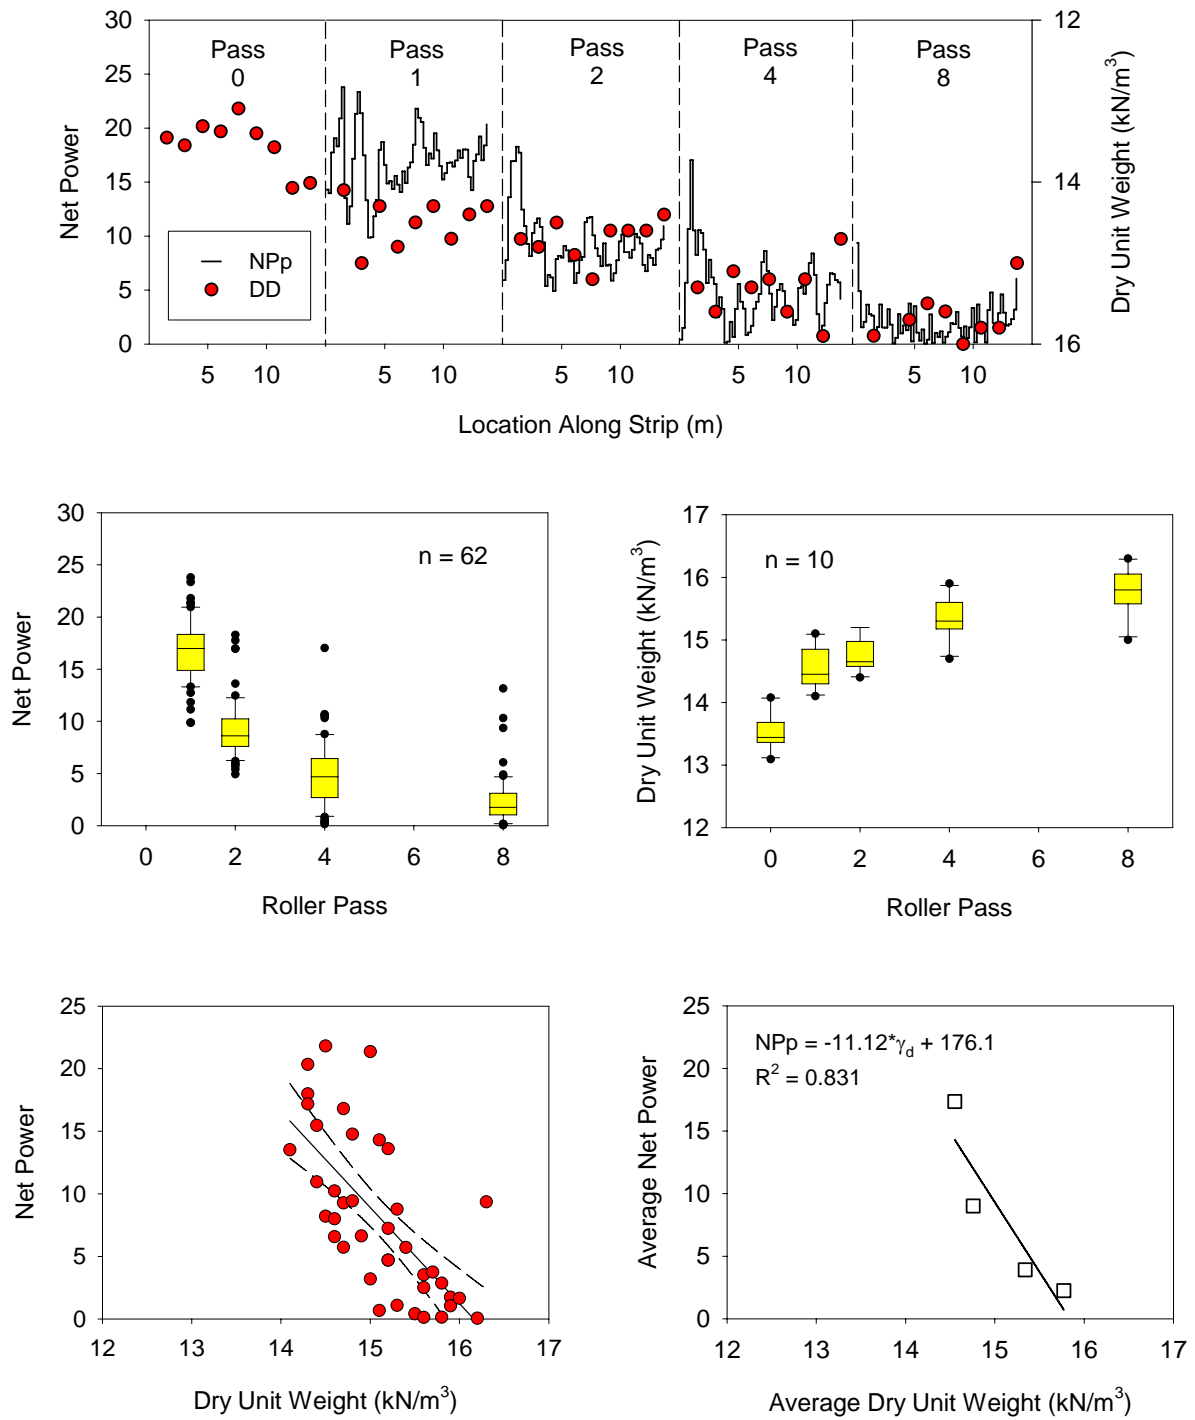 30
25
20
15
10
5
0
Net Power
Pass
0
Pass
1
Pass
2
Pass
4
Pass
8
NPp
DD
12
14
16
Dry Unit Weight (kN/m³)
5 10 5 10 5 10 5 10 5 10
Location Along Strip (m)
30
25
20
15
10
5
0
Net Power
n = 62
0 2 4 6 8
Roller Pass
17
16
15
14
13
12
Dry Unit Weight (kN/m³)
n = 10
0 2 4 6 8
Roller Pass
25
20
15
10
5
0
Net Power
12 13 14 15 16 17
Dry Unit Weight (kN/m³)
25
20
15
10
5
0
Average Net Power
NPp = -11.12*γd + 176.1
R² = 0.831
12 13 14 15 16 17
Average Dry Unit Weight (kN/m³)